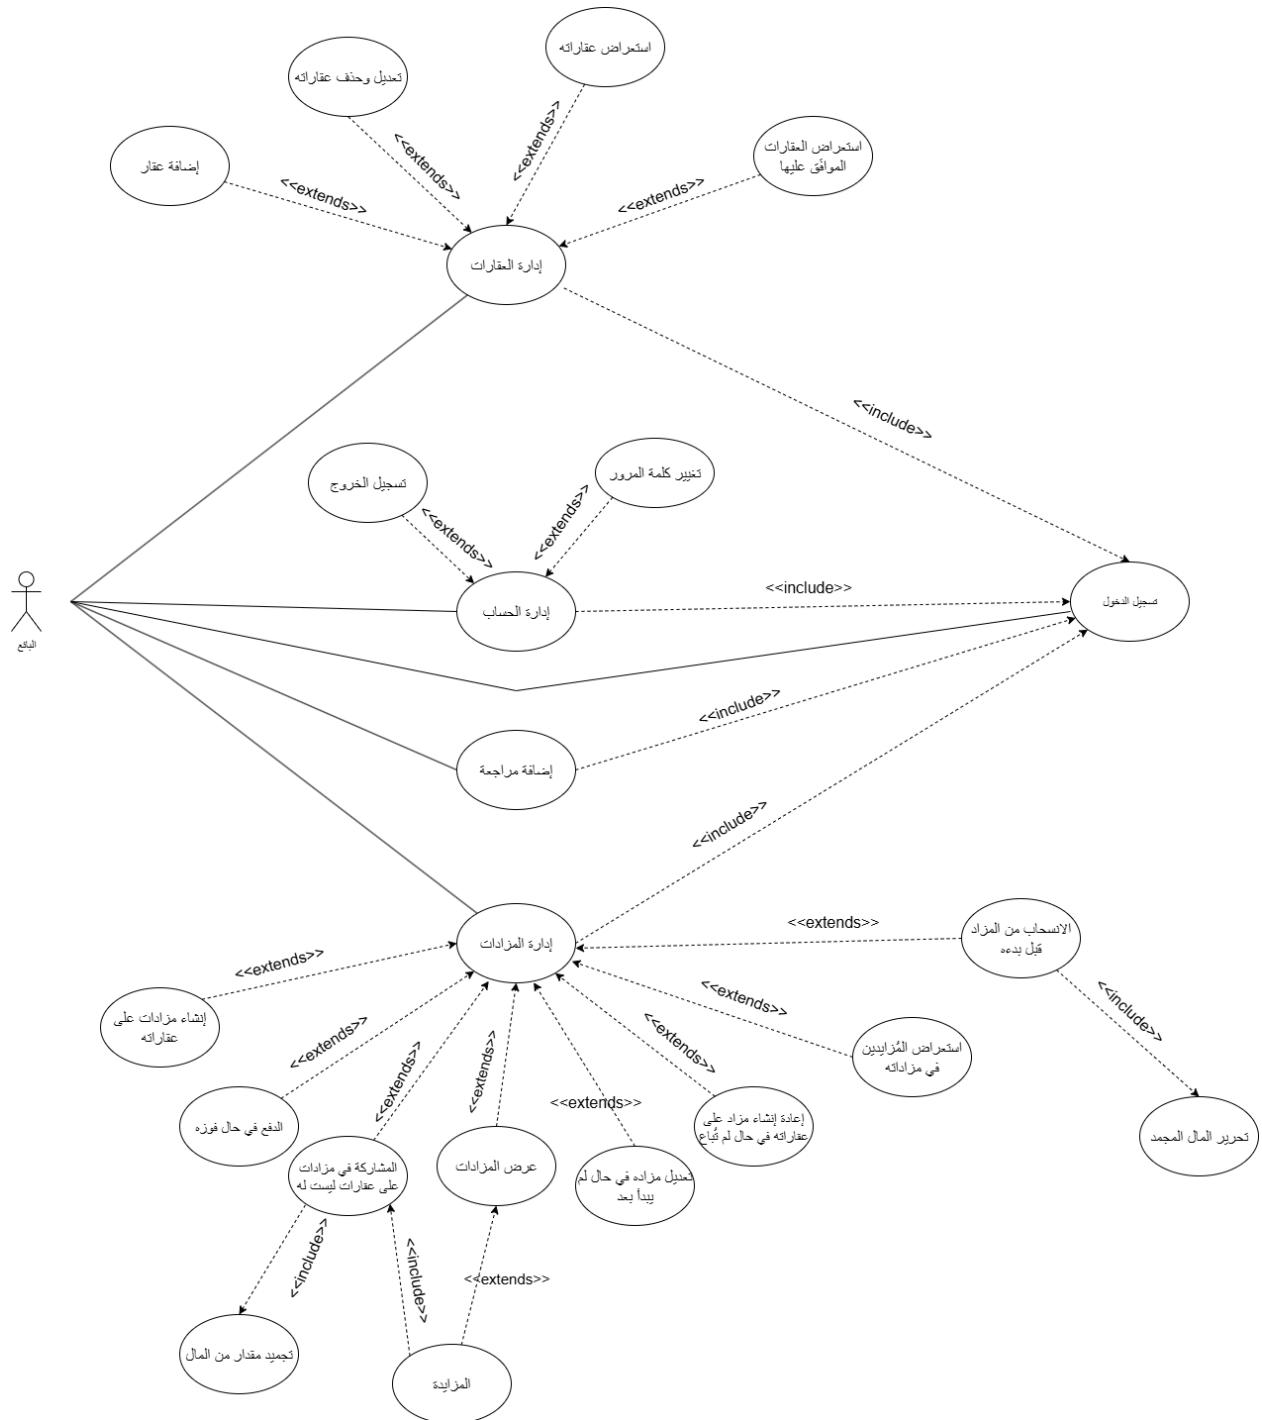 استعراض عقاراته
تعديل وحذف عقاراته
<<extends>>
<<extends>>
استعراض العقارات
الموافَق عليها
إضافة عقار
<<extends>>
<<extends>>
إدارة العقارات
<<include>>
تغيير كلمة المرور
تسجيل الخروج
<<extends>>
<<extends>>
<<include>>
إدارة الحساب
تسجيل الدخول
البائع
<<include>>
إضافة مراجعة
<<include>>
<<extends>>
الانسحاب من المزاد
قبل بدءه
إدارة المزادات
<<extends>>
<<extends>>
<<include>>
إنشاء مزادات على
عقاراته
<<extends>>
<<extends>>
<<extends>>
<<extends>>
استعراض المُزايدين
في مزاداته
<<extends>>
<<extends>>
الدفع في حال فوزه
إعادة إنشاء مزاد على
عقاراته في حال لم تُباع
تحرير المال المجمد
المشاركة في مزادات
على عقارات ليست له
عرض المزادات
تعديل مزاده في حال لم
يبدأ بعد
<<include>>
<<include>>
<<extends>>
تجميد مقدار من المال
المزايدة